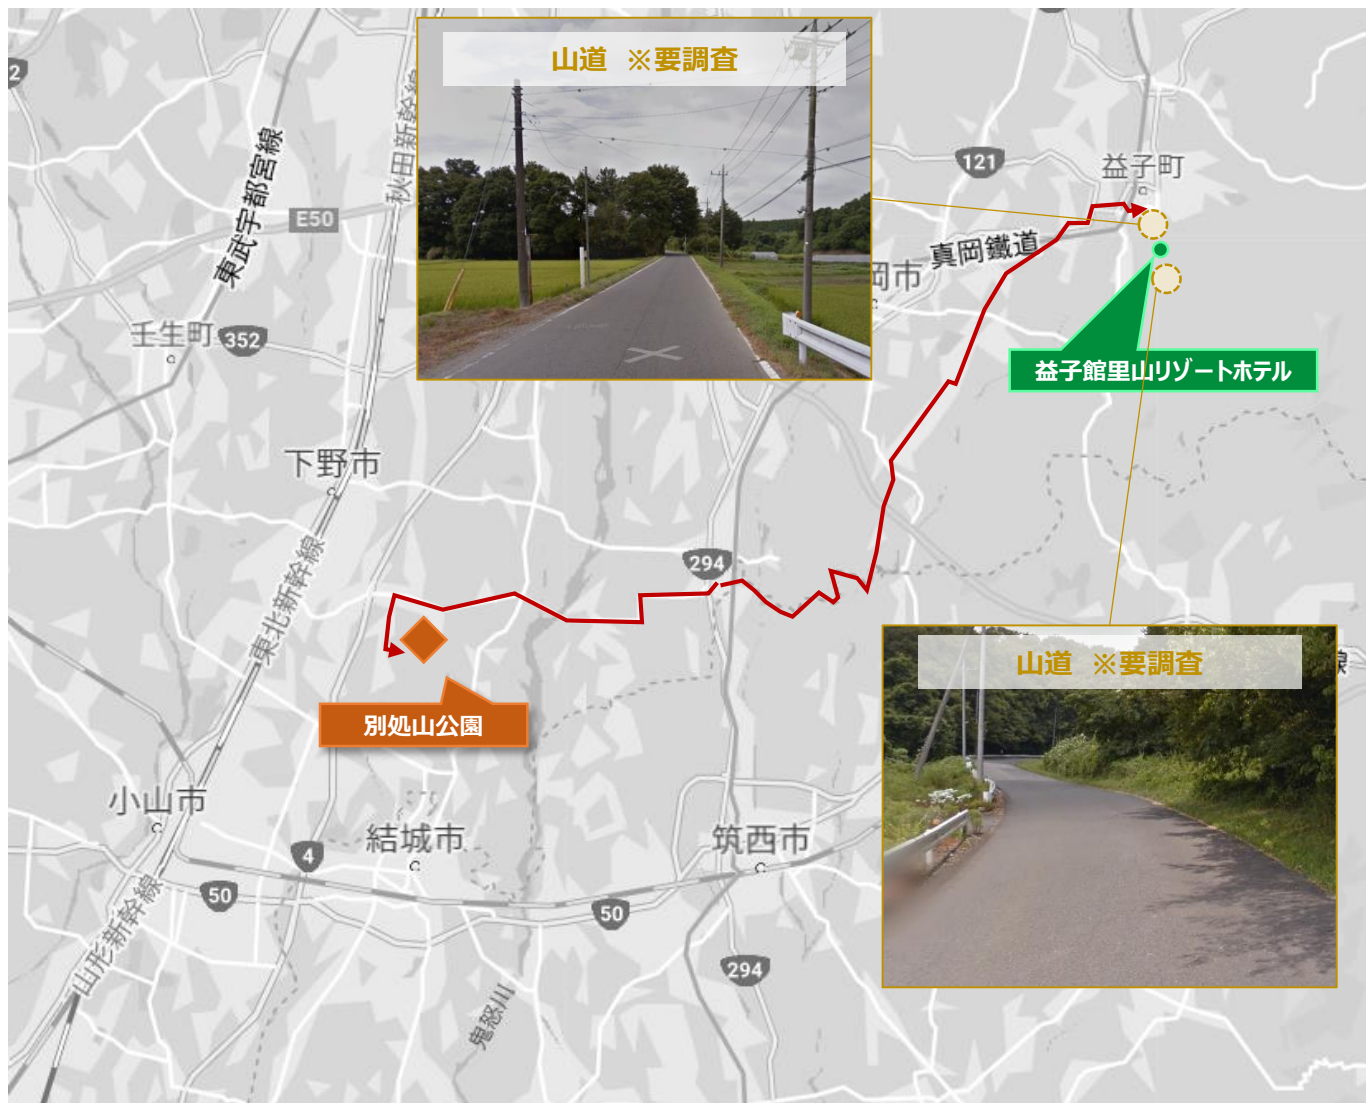 山道 ※要調査
2
秋田新幹線
東武宇都宮線
E50
121
益子町
真岡鐵道
岡市
壬生町
352
益子館里山リゾートホテル
下野市
294
東北新幹線
山道 ※要調査
線
別処山公園
小山市
結城市
筑西市
4
50
50
山形新幹線
294
鬼怒川